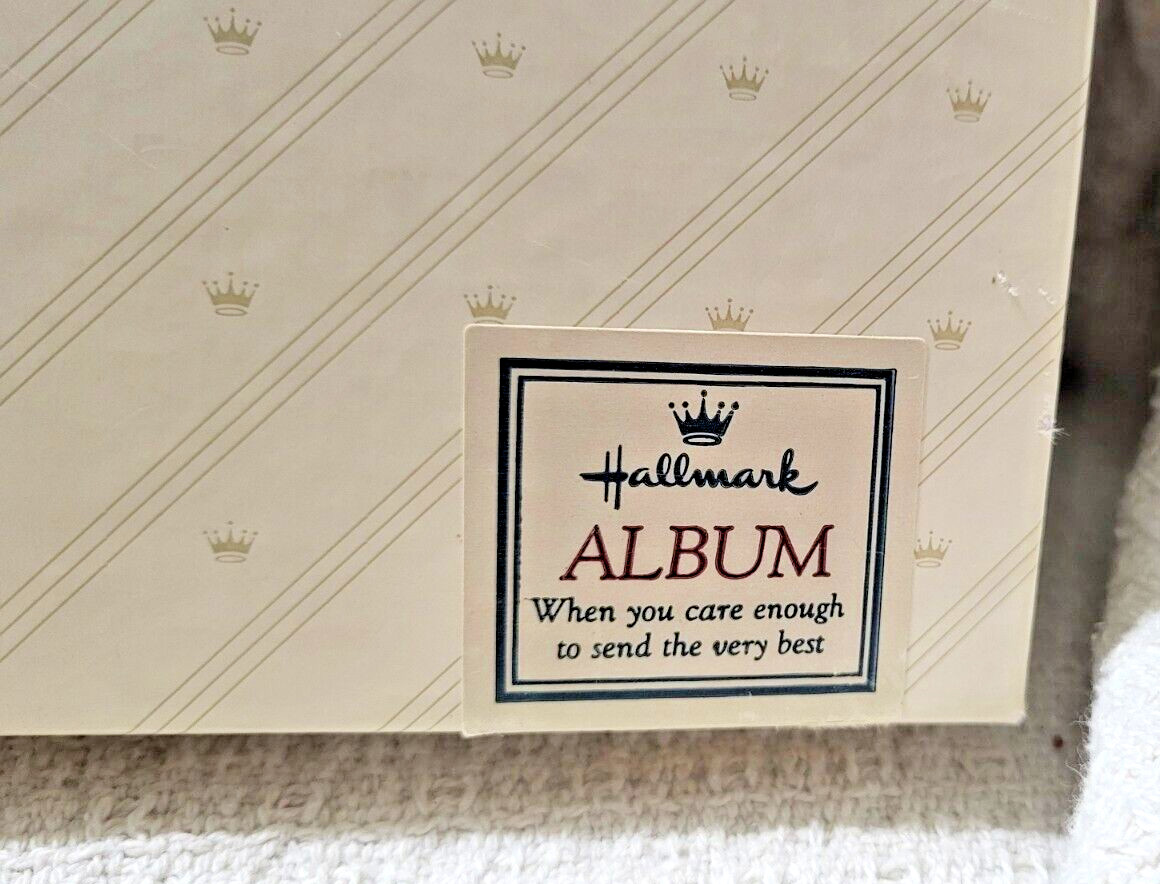 Hallmark
ALBUM
When you care enough
to send the very best